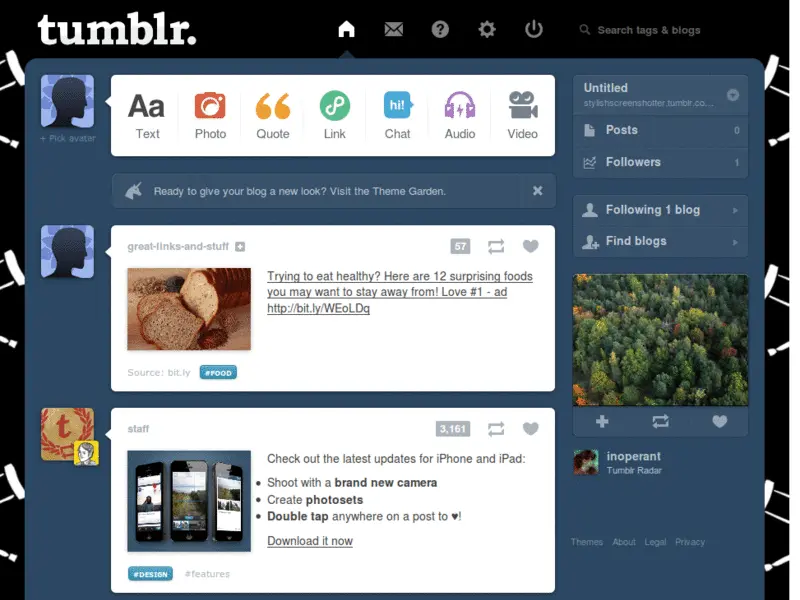 tumblr.
Search tags & blogs
+ Pick avatar
Aa
hi!
Text Photo Quote Link Chat Audio Video
Untitled
stylishscreenshotter.tumblr.co...
Posts 0
Followers 1
Ready to give your blog a new look? Visit the Theme Garden.
Following 1 blog
Find blogs
great-links-and-stuff
57
Trying to eat healthy? Here are 12 surprising foods
you may want to stay away from! Love #1 - ad
http://bit.ly/WEoLDq
Source: bit.ly #FOOD
staff
3,161
t
Check out the latest updates for iPhone and iPad:
• Shoot with a brand new camera
• Create photosets
• Double tap anywhere on a post to ♥!
Download it now
#DESIGN #features
inoperant
Tumblr Radar
Themes About Legal Privacy